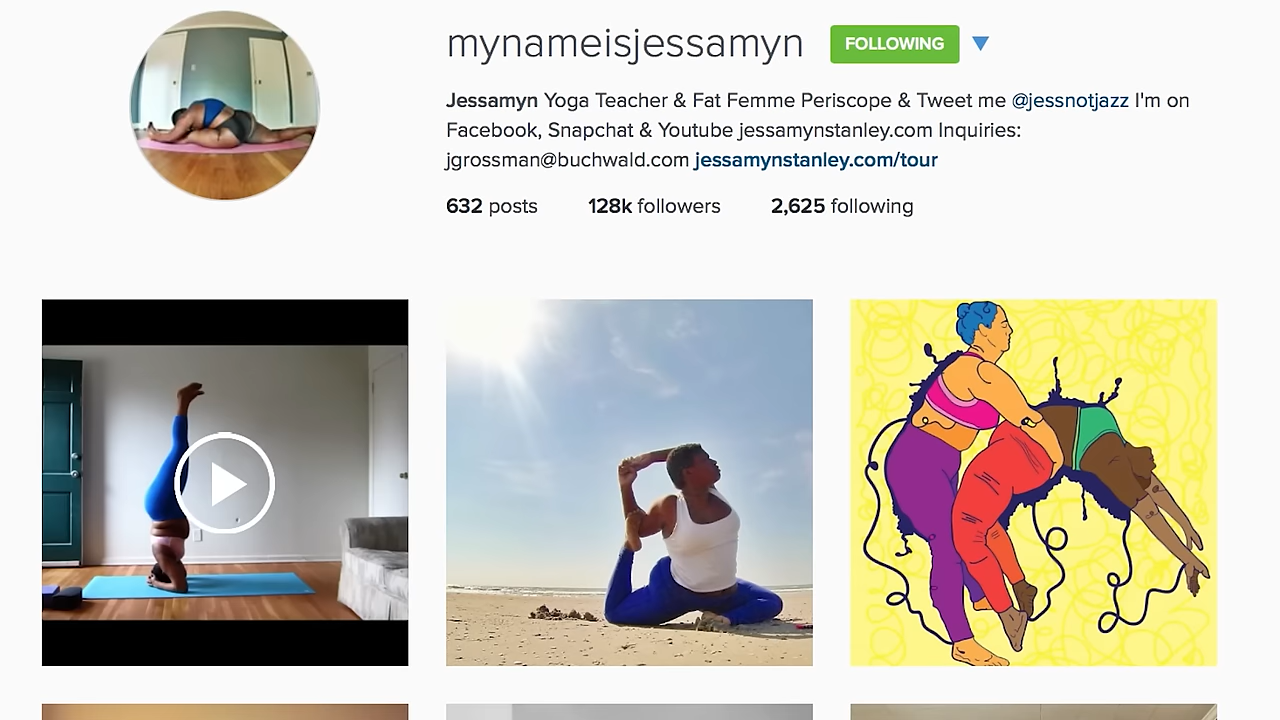 mynameisjessamyn FOLLOWING
Jessamyn Yoga Teacher & Fat Femme Periscope & Tweet me @jessnotjazz I'm on
Facebook, Snapchat & Youtube jessamynstanley.com Inquiries:
jgrossman@buchwald.com jessamynstanley.com/tour
632 posts 128k followers 2,625 following